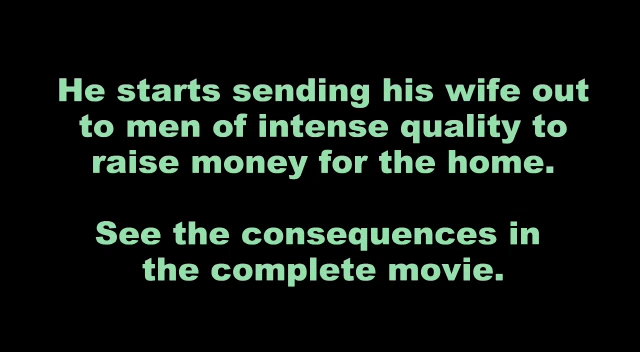 He starts sending his wife out
to men of intense quality to
raise money for the home.
See the consequences in
the complete movie.